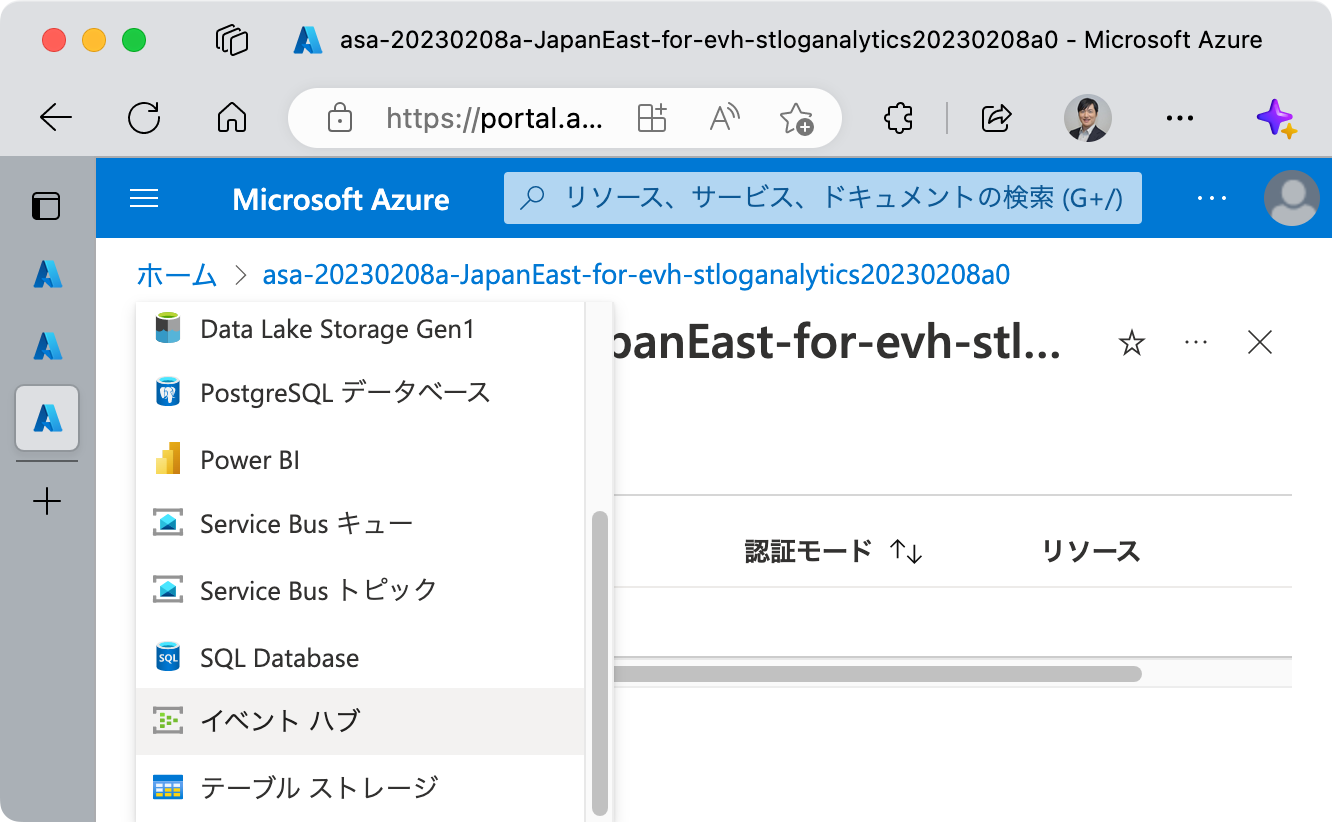 asa-20230208a-JapanEast-for-evh-stloganalytics20230208a0 - Microsoft Azure
https://portal.a...
Microsoft Azure
リソース、サービス、ドキュメントの検索 (G+/)
ホーム > asa-20230208a-JapanEast-for-evh-stloganalytics20230208a0
panEast-for-evh-stl...
Data Lake Storage Gen1
PostgreSQL データベース
Power BI
Service Bus キュー
認証モード ↑↓ リソース
Service Bus トピック
SQL Database
イベント ハブ
テーブル ストレージ